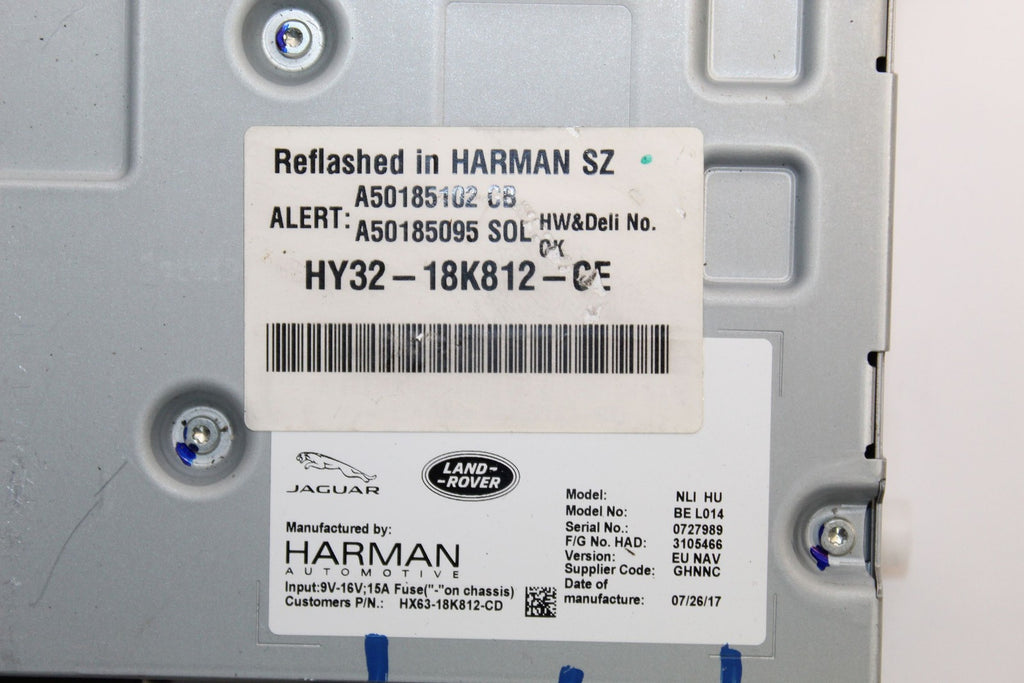 Reflashed in HARMAN SZ
A50185102 CB
ALERT: A50185095 SOL HW&Deli No.
OK
HY32-18K812-CE
JAGUAR
LAND-
ROVER
Manufactured by:
HARMAN
AUTOMOTIVE
Input:9V-16V;15A Fuse("-"on chassis)
Customers P/N.: HX63-18K812-CD
Model: NLI HU
Model No: BE L014
Serial No.: 0727989
F/G No. HAD: 3105466
Version: EU NAV
Supplier Code: GHNNC
Date of
manufacture: 07/26/17